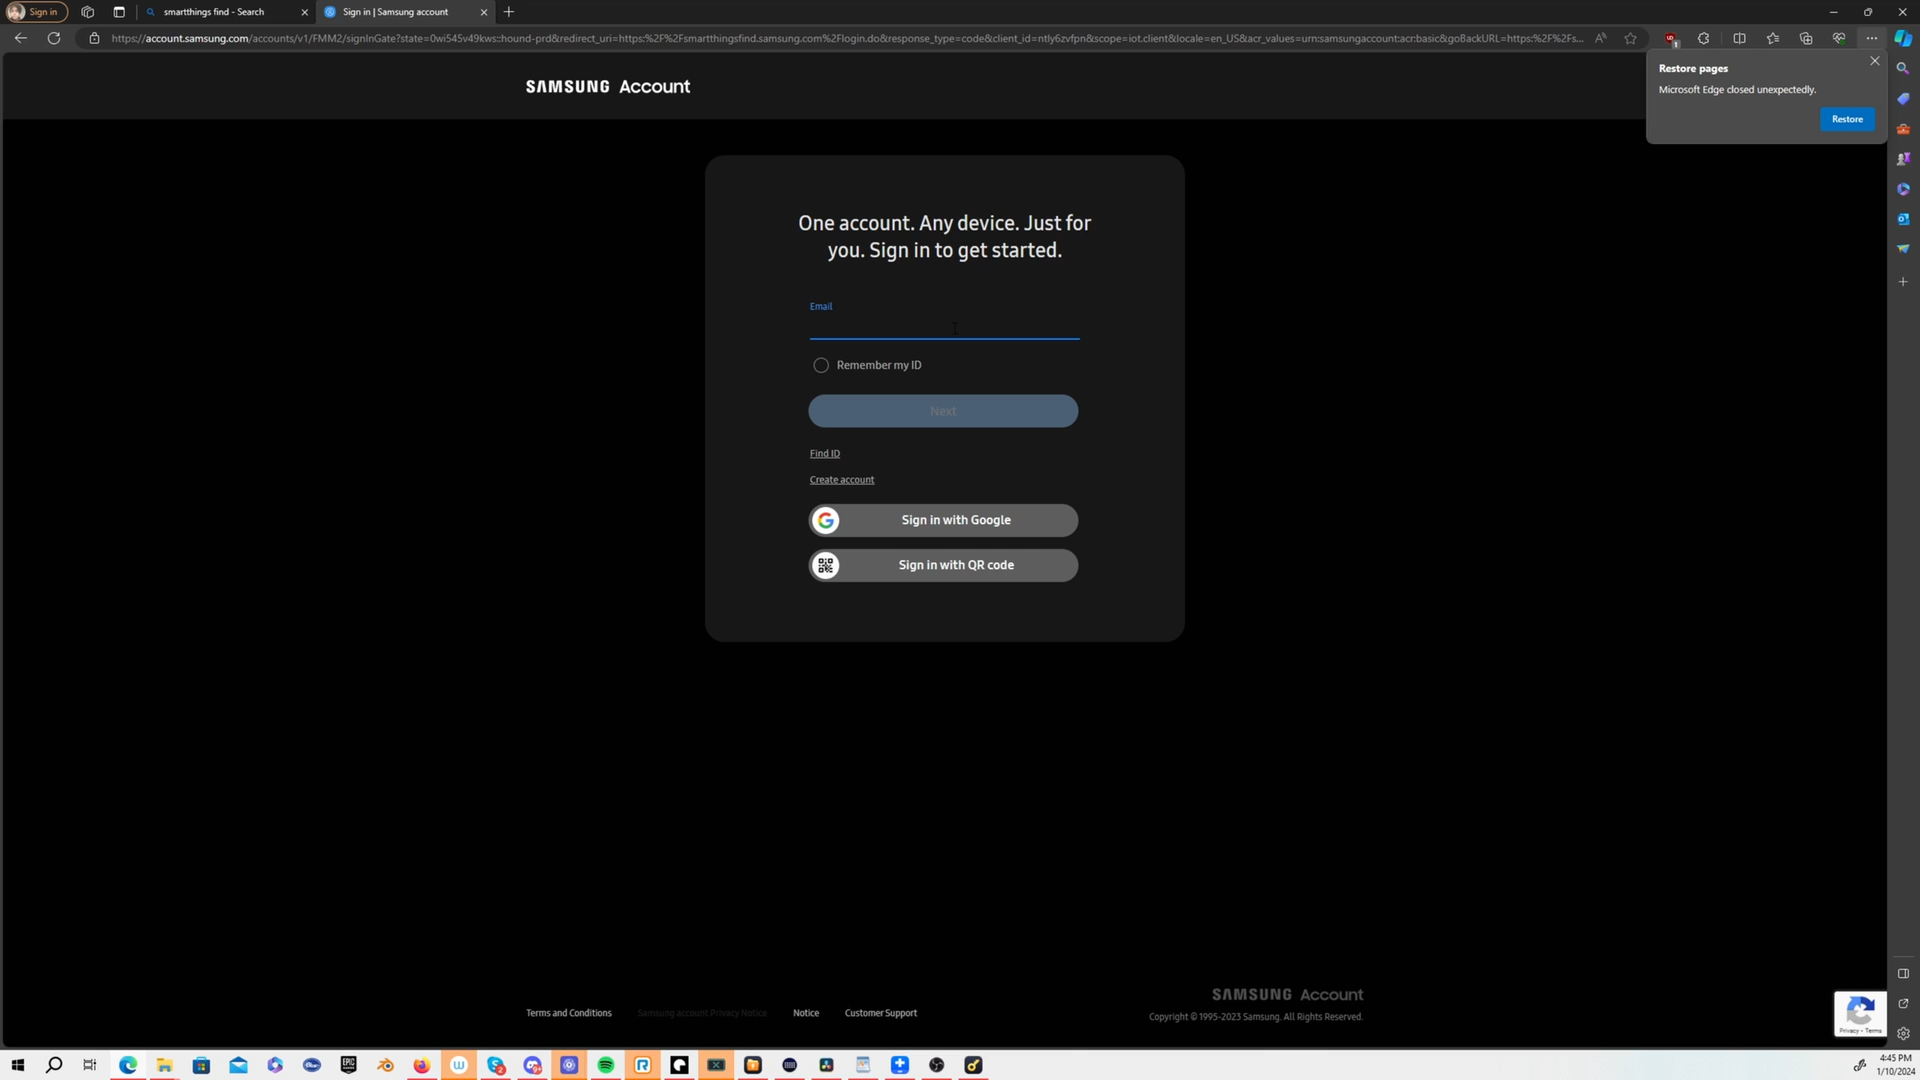 Sign in
smartthings find - Search
Sign in | Samsung account
https://account.samsung.com/accounts/v1/FMM2/signInGate?state=0wi545v49kws::hound-prd&redirect_uri=https:%2F%2Fsmartthingsfind.samsung.com%2Flogin.do&response_type=code&client_id=ntly6zvfpn&scope=iot.client&locale=en_US&acr_values=urn:samsungaccount:acr:basic&goBackURL=https:%2F%2Fs...
SAMSUNG Account
Restore pages
Microsoft Edge closed unexpectedly.
Restore
One account. Any device. Just for
you. Sign in to get started.
Email
Remember my ID
Next
Find ID
Create account
Sign in with Google
Sign in with QR code
SAMSUNG Account
Terms and Conditions
Samsung account Privacy Notice
Notice
Customer Support
Copyright © 1995-2023 Samsung. All Rights Reserved.
Privacy - Terms
4:45 PM
1/10/2024